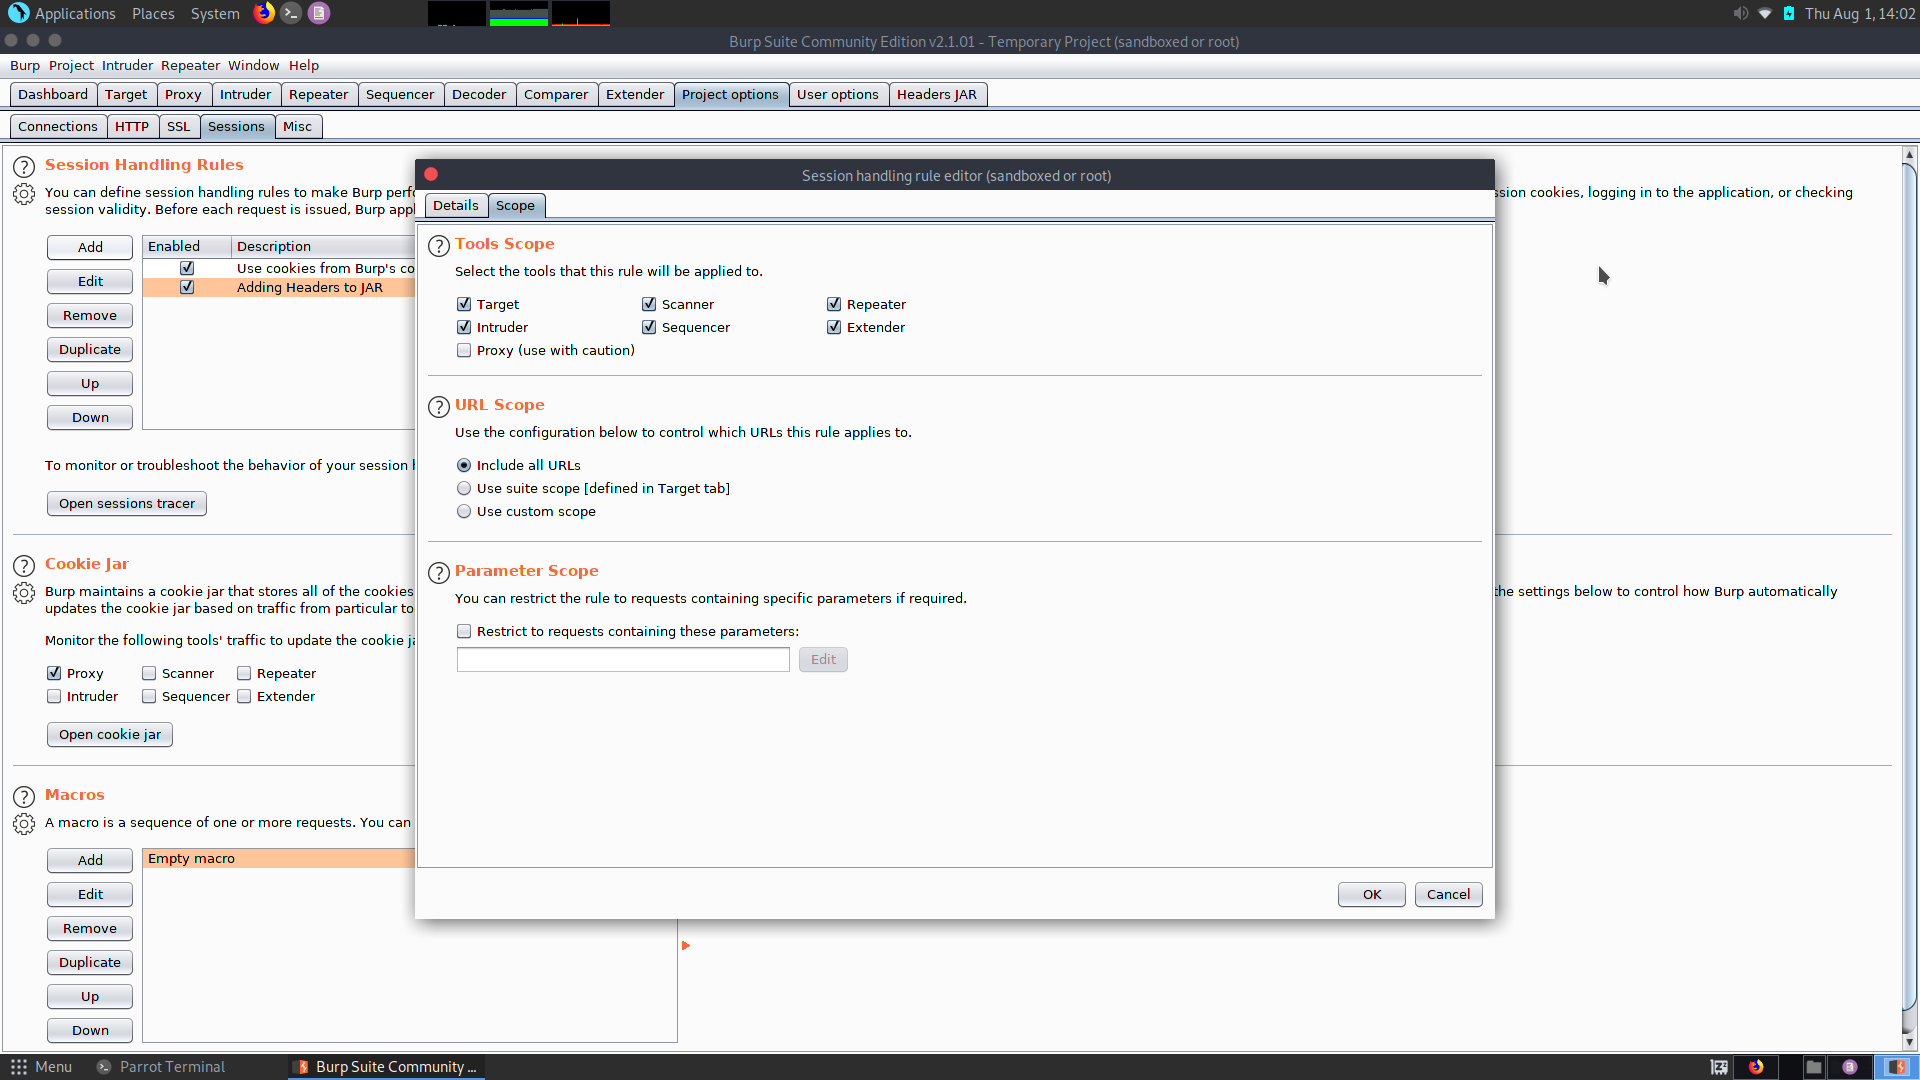 Applications Places System
Thu Aug 1, 14:02
Burp Suite Community Edition v2.1.01 - Temporary Project (sandboxed or root)
Burp Project Intruder Repeater Window Help
Dashboard Target Proxy Intruder Repeater Sequencer Decoder Comparer Extender Project options User options Headers JAR
Connections HTTP SSL Sessions Misc
Session Handling Rules
You can define session handling rules to make Burp perf
ssion cookies, logging in to the application, or checking
session validity. Before each request is issued, Burp app
Add
Edit
Remove
Duplicate
Up
Down
Enabled Description
Use cookies from Burp's co
Adding Headers to JAR
To monitor or troubleshoot the behavior of your session
Open sessions tracer
Cookie Jar
Burp maintains a cookie jar that stores all of the cookies
the settings below to control how Burp automatically
updates the cookie jar based on traffic from particular to
Monitor the following tools' traffic to update the cookie ja
Proxy Scanner Repeater
Intruder Sequencer Extender
Open cookie jar
Macros
A macro is a sequence of one or more requests. You can
Add
Edit
Remove
Duplicate
Up
Down
Empty macro
Session handling rule editor (sandboxed or root)
Details Scope
Tools Scope
Select the tools that this rule will be applied to.
Target Scanner Repeater
Intruder Sequencer Extender
Proxy (use with caution)
URL Scope
Use the configuration below to control which URLs this rule applies to.
Include all URLs
Use suite scope [defined in Target tab]
Use custom scope
Parameter Scope
You can restrict the rule to requests containing specific parameters if required.
Restrict to requests containing these parameters:
Edit
OK Cancel
Menu Parrot Terminal Burp Suite Community ...